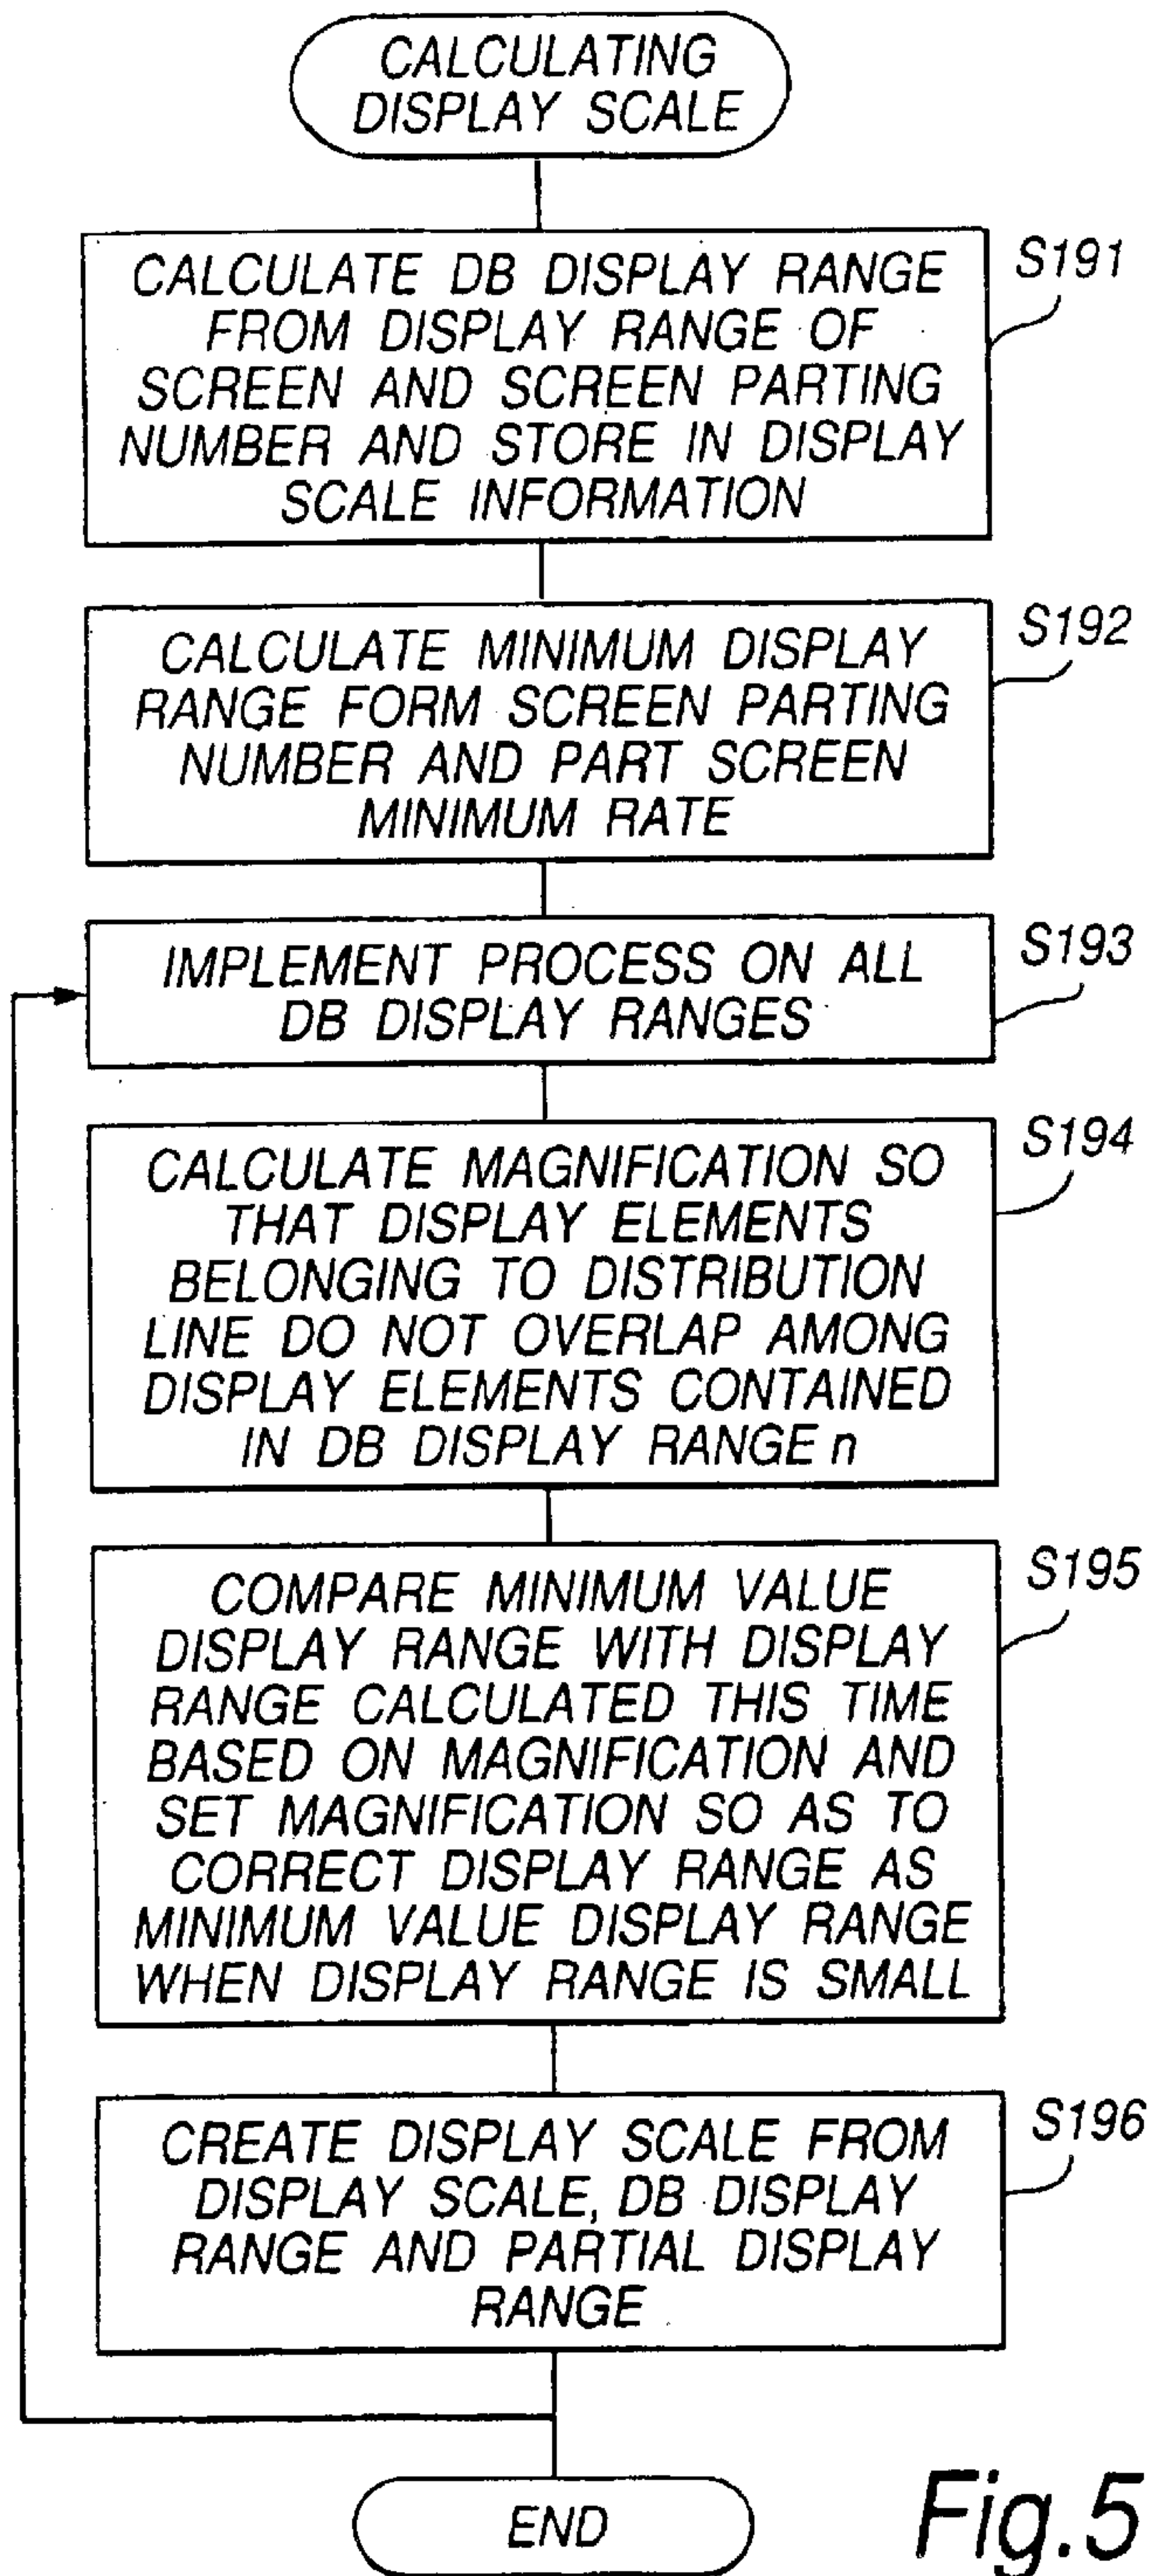 CALCULATING
DISPLAY SCALE
CALCULATE DB DISPLAY RANGE
FROM DISPLAY RANGE OF
SCREEN AND SCREEN PARTING
NUMBER AND STORE IN DISPLAY
SCALE INFORMATION
S191
CALCULATE MINIMUM DISPLAY
RANGE FORM SCREEN PARTING
NUMBER AND PART SCREEN
MINIMUM RATE
S192
IMPLEMENT PROCESS ON ALL
DB DISPLAY RANGES
S193
CALCULATE MAGNIFICATION SO
THAT DISPLAY ELEMENTS
BELONGING TO DISTRIBUTION
LINE DO NOT OVERLAP AMONG
DISPLAY ELEMENTS CONTAINED
IN DB DISPLAY RANGE n
S194
COMPARE MINIMUM VALUE
DISPLAY RANGE WITH DISPLAY
RANGE CALCULATED THIS TIME
BASED ON MAGNIFICATION AND
SET MAGNIFICATION SO AS TO
CORRECT DISPLAY RANGE AS
MINIMUM VALUE DISPLAY RANGE
WHEN DISPLAY RANGE IS SMALL
S195
CREATE DISPLAY SCALE FROM
DISPLAY SCALE, DB DISPLAY
RANGE AND PARTIAL DISPLAY
RANGE
S196
END
Fig.5